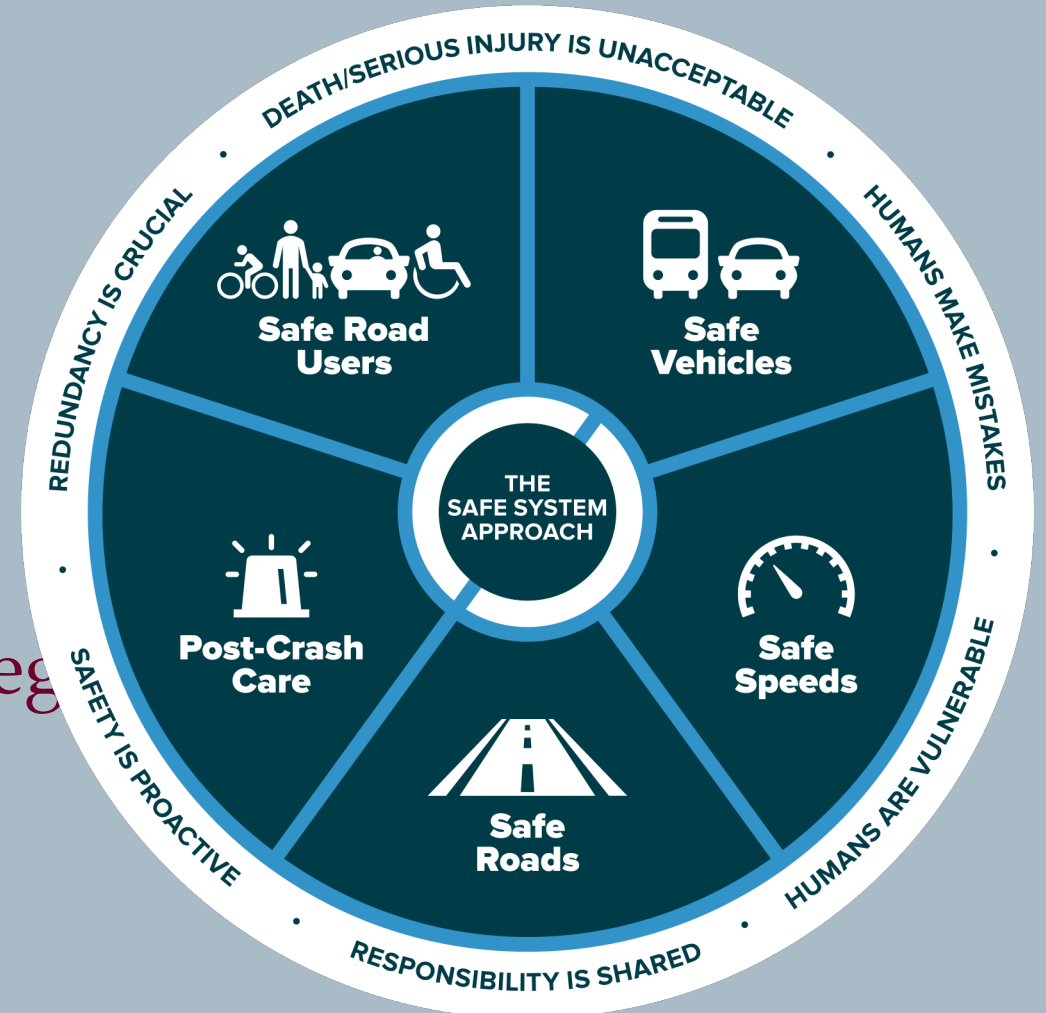 DEATH/SERIOUS INJURY IS UNACCEPTABLE
HUMANS MAKE MISTAKES
HUMANS ARE VULNERABLE
RESPONSIBILITY IS SHARED
SAFETY IS PROACTIVE
REDUNDANCY IS CRUCIAL
Safe Road
Users
Safe
Vehicles
THE
SAFE SYSTEM
APPROACH
Post-Crash
Care
Safe
Speeds
Safe
Roads